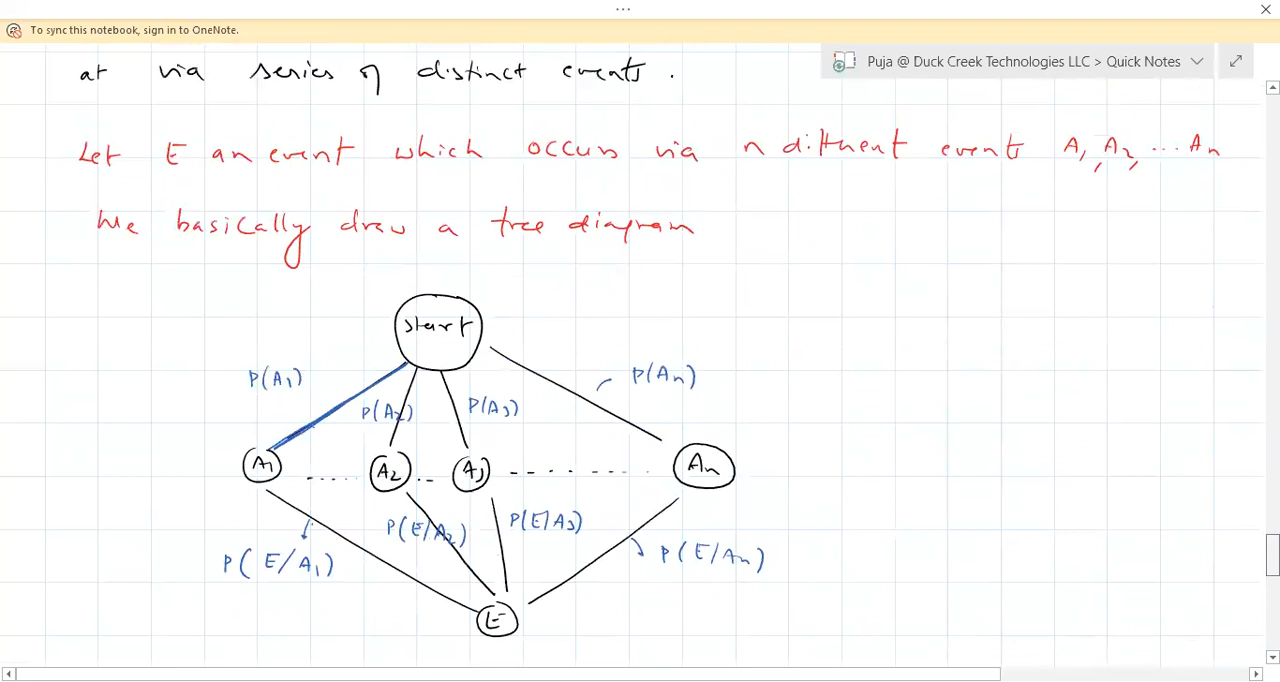 ...
To sync this notebook, sign in to OneNote.
Puja @ Duck Creek Technologies LLC > Quick Notes
at via series of distinct events.
Let E an event which occurs via n different events A1, A2, ... An
We basically draw a tree diagram
Start
P(A1)
P(A2)
P(A3)
P(An)
A1 ..... A2 .. A3 - - - - - An
P(E/A1)
P(E/A2)
P(E/A3)
P(E/An)
E